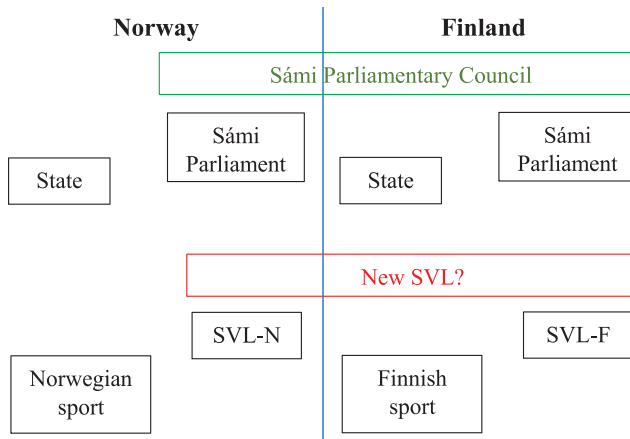 Norway
Finland
Sámi Parliamentary Council
Sámi
Parliament
Sámi
Parliament
State
State
New SVL?
SVL-N
SVL-F
Norwegian
sport
Finnish
sport